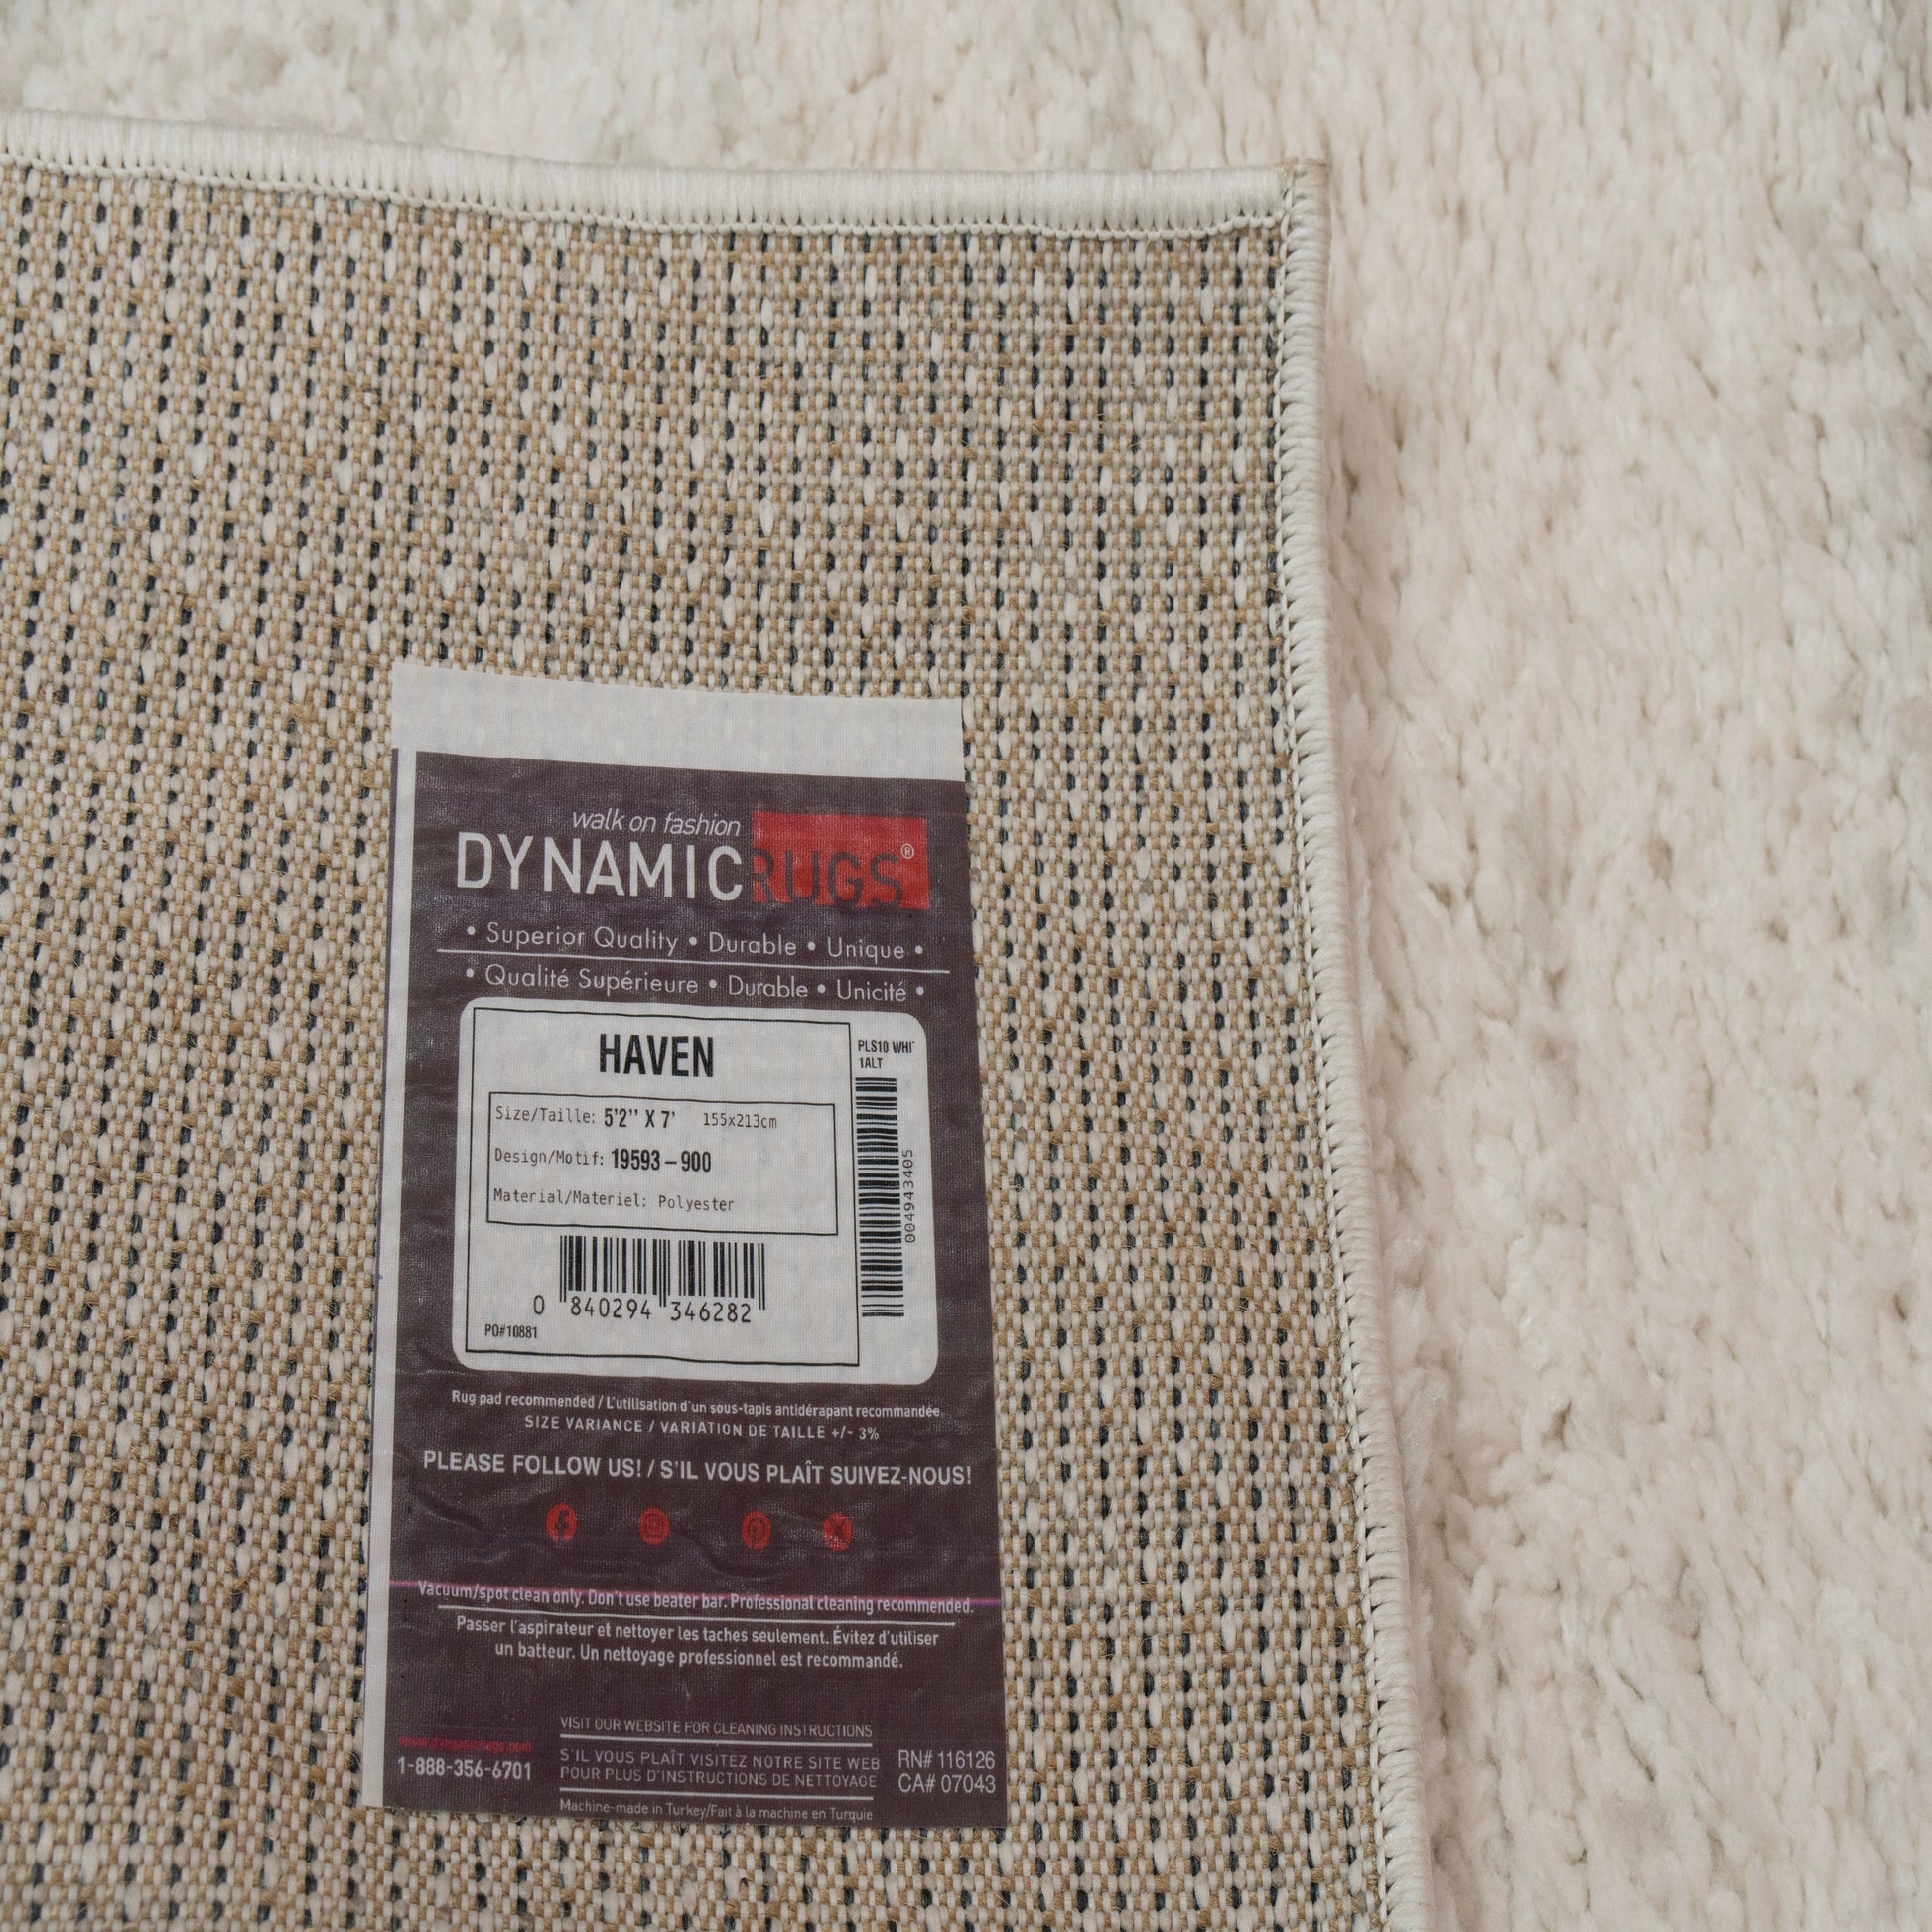 walk on fashion
DYNAMICRUGS®
• Superior Quality • Durable • Unique •
• Qualité Supérieure • Durable • Unicité •
HAVEN
Size/Taille: 5'2'' X 7' 155x213cm
Design/Motif: 19593-900
Material/Materiel: Polyester
0 840294 346282
PO#10881
PLS10 WHI
1ALT
004943405
Rug pad recommended / L'utilisation d'un sous-tapis antidérapant recommandée
SIZE VARIANCE / VARIATION DE TAILLE +/- 3%
PLEASE FOLLOW US! / S'IL VOUS PLAÎT SUIVEZ-NOUS!
Vacuum/spot clean only. Don't use beater bar. Professional cleaning recommended.
Passer l'aspirateur et nettoyer les taches seulement. Évitez d'utiliser
un batteur. Un nettoyage professionnel est recommandé.
www.dynamicrugs.com
1-888-356-6701
VISIT OUR WEBSITE FOR CLEANING INSTRUCTIONS
S'IL VOUS PLAÎT VISITEZ NOTRE SITE WEB
POUR PLUS D'INSTRUCTIONS DE NETTOYAGE
Machine-made in Turkey/Fait à la machine en Turquie
RN# 116126
CA# 07043